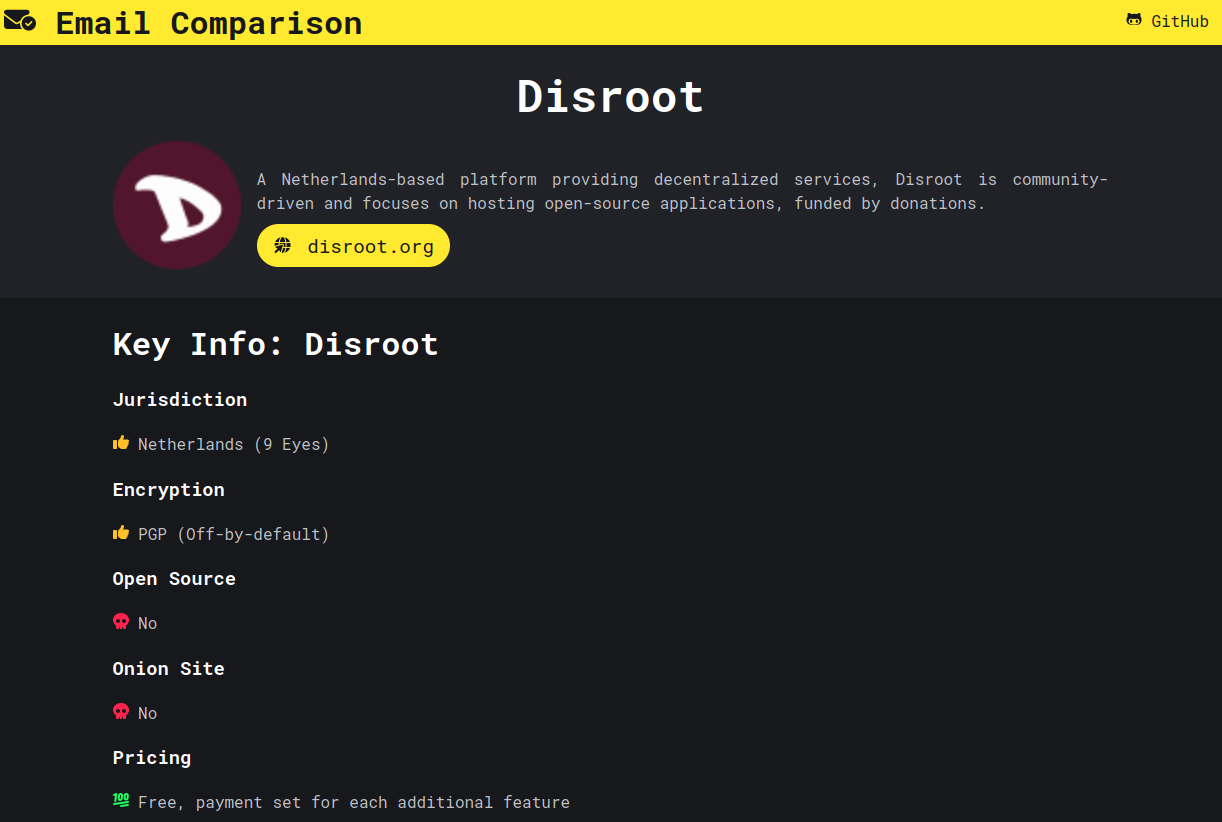 Email Comparison
GitHub
Disroot
A Netherlands-based platform providing decentralized services, Disroot is community-
driven and focuses on hosting open-source applications, funded by donations.
disroot.org
Key Info: Disroot
Jurisdiction
Netherlands (9 Eyes)
Encryption
PGP (Off-by-default)
Open Source
No
Onion Site
No
Pricing
100 Free, payment set for each additional feature